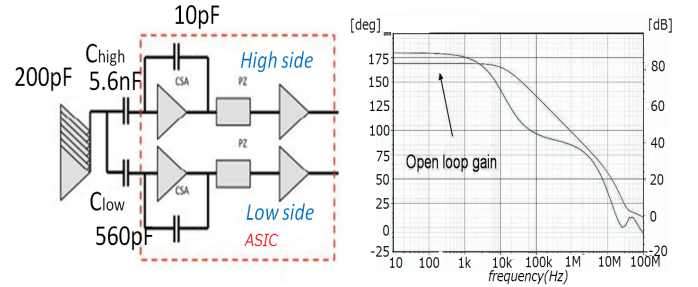 10pF
Chigh
5.6nF
200pF
CSA
PZ
High side
CSA
PZ
Clow
560pF
Low side
ASIC
[deg]
[dB]
200
175
150
125
100
75
50
25
0
-25
80
60
40
20
0
-20
Open loop gain
10 100 1k 10k 100k 1M 10M 100M
frequency(Hz)